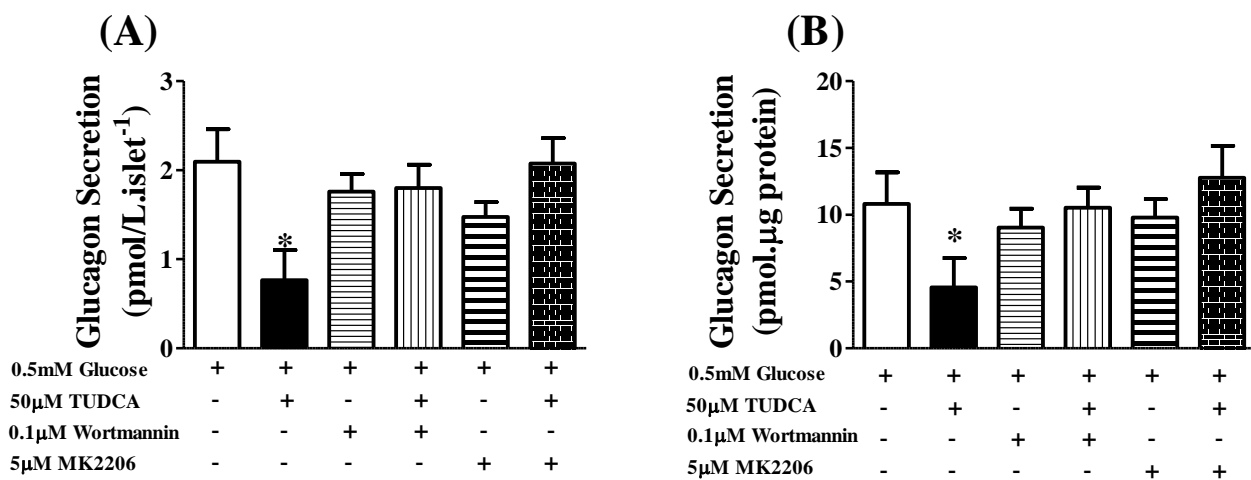 (A)
Glucagon Secretion
(pmol/L.islet⁻¹)
3
2
1
0
*
0.5mM Glucose + + + + + +
50μM TUDCA - + - + - +
0.1μM Wortmannin - - + + - -
5μM MK2206 - - - - + +
(B)
Glucagon Secretion
(pmol.μg protein)
20
15
10
5
0
*
0.5mM Glucose + + + + + +
50μM TUDCA - + - + - +
0.1μM Wortmannin - - + + - -
5μM MK2206 - - - - + +